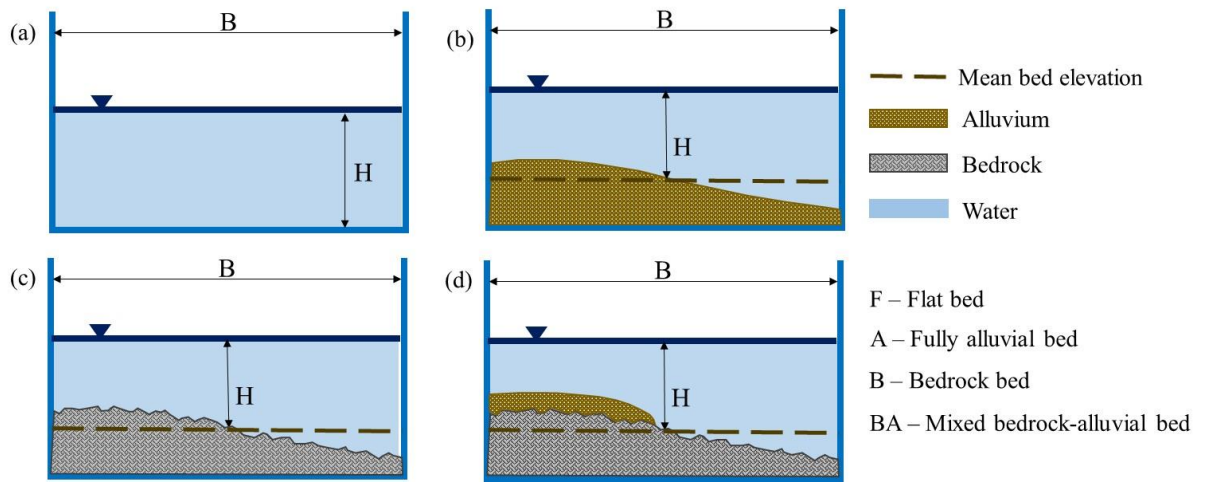 (a)
B
H
(b)
B
H
Mean bed elevation
Alluvium
Bedrock
Water
(c)
B
H
(d)
B
H
F – Flat bed
A – Fully alluvial bed
B – Bedrock bed
BA – Mixed bedrock-alluvial bed